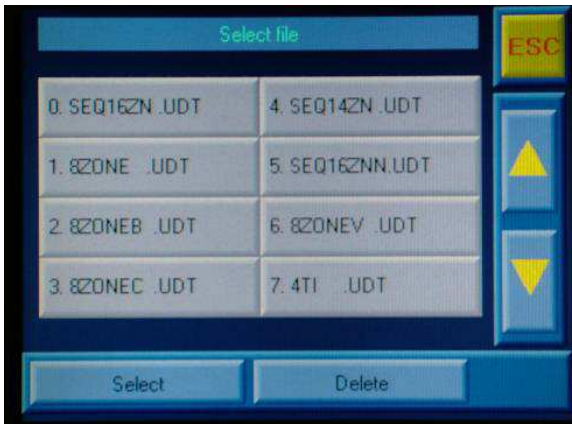 Select file
ESC
0. SEQ16ZN .UDT
4. SEQ14ZN .UDT
1. 8ZONE .UDT
5. SEQ16ZNN.UDT
2. 8ZONEB .UDT
6. 8ZONEV .UDT
3. 8ZONEC .UDT
7. 4TI .UDT
Select
Delete